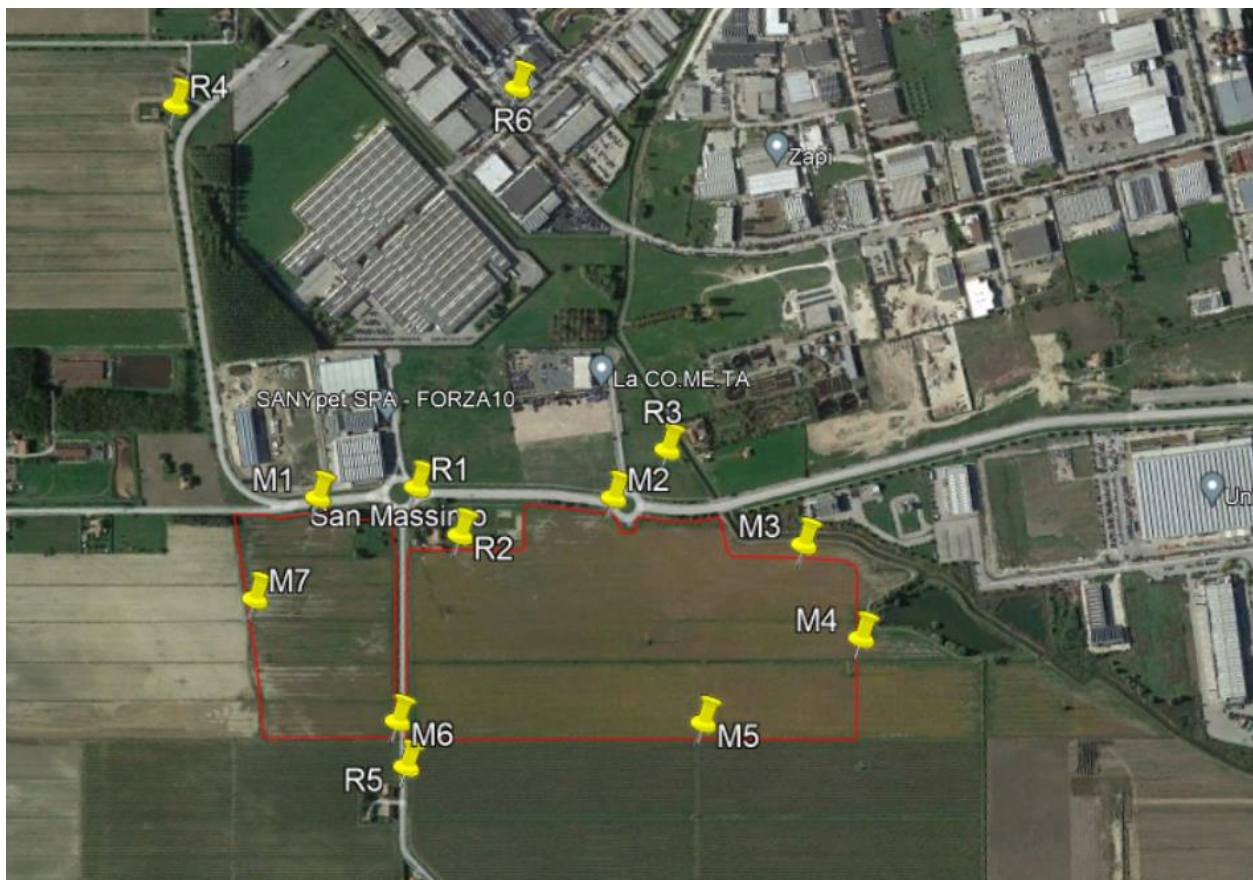 R4
R6
Zapi
La CO.ME.TA
SANYpet SPA - FORZA10
R3
R1
M1
M2
San Massimo
Un
R2
M3
M7
M4
M6
M5
R5